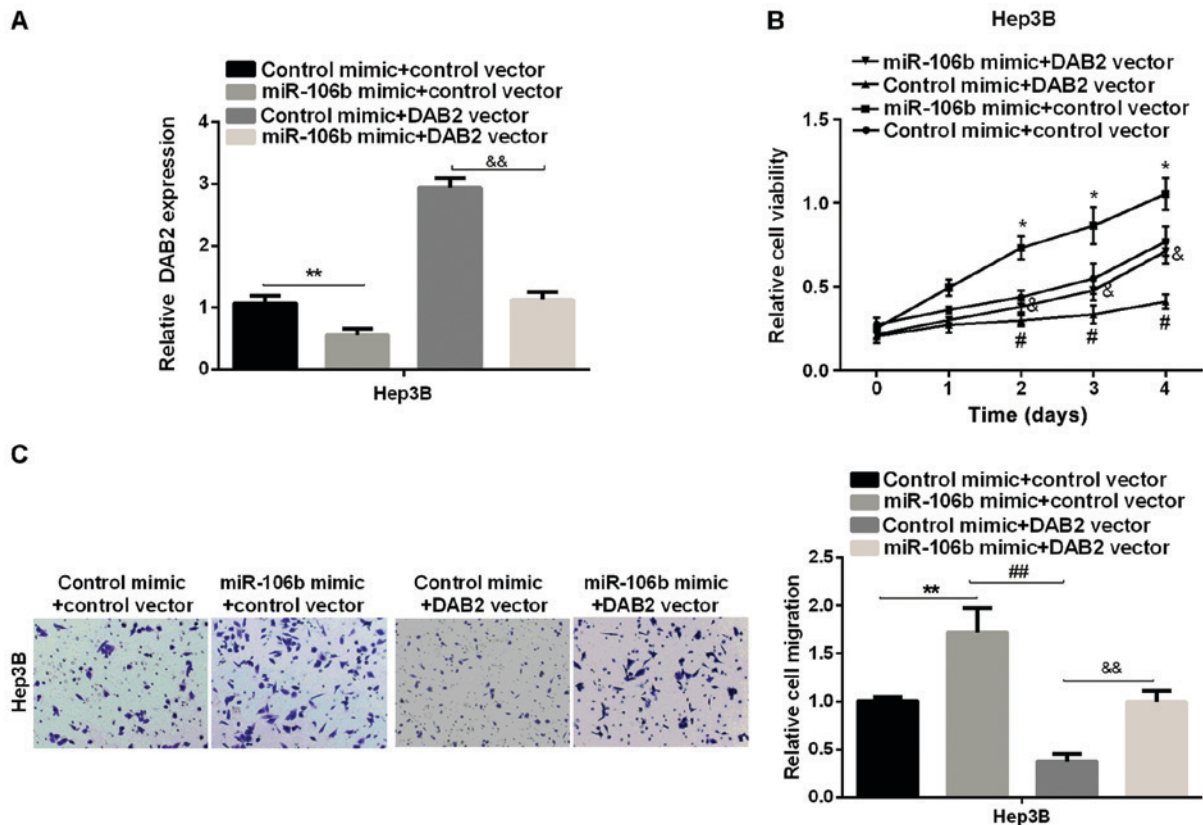 A
Control mimic+control vector
miR-106b mimic+control vector
Control mimic+DAB2 vector
miR-106b mimic+DAB2 vector
Relative DAB2 expression
4
3
2
1
0
**
&&
Hep3B
B
Hep3B
miR-106b mimic+DAB2 vector
Control mimic+DAB2 vector
miR-106b mimic+control vector
Control mimic+control vector
Relative cell viability
1.5
1.0
0.5
0.0
* * *
& & &
# # #
0 1 2 3 4
Time (days)
C
Control mimic
+control vector
miR-106b mimic
+control vector
Control mimic
+DAB2 vector
miR-106b mimic
+DAB2 vector
Hep3B
Control mimic+control vector
miR-106b mimic+control vector
Control mimic+DAB2 vector
miR-106b mimic+DAB2 vector
Relative cell migration
2.5
2.0
1.5
1.0
0.5
0.0
**
##
&&
Hep3B